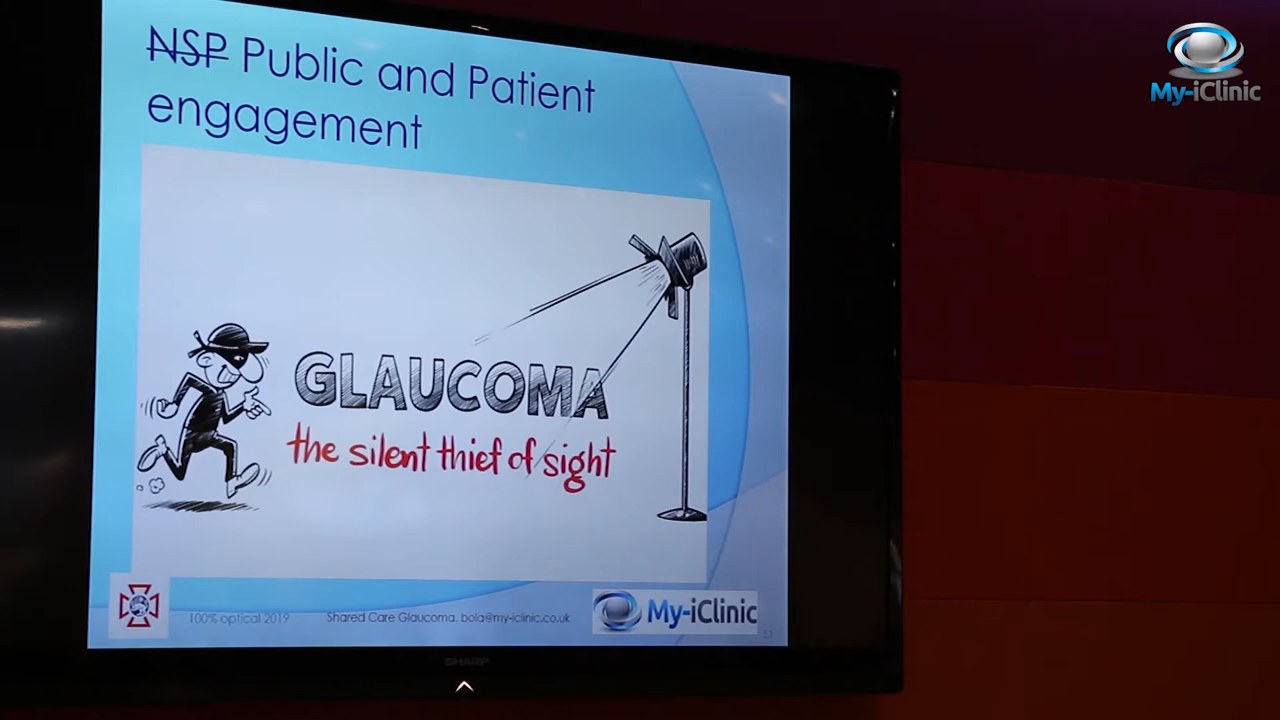 My-iClinic
NSP Public and Patient
engagement
GLAUCOMA
the silent thief of sight
100% optical 2019
Shared Care Glaucoma. bola@my-iclinic.co.uk
My-iClinic
53
SHARP